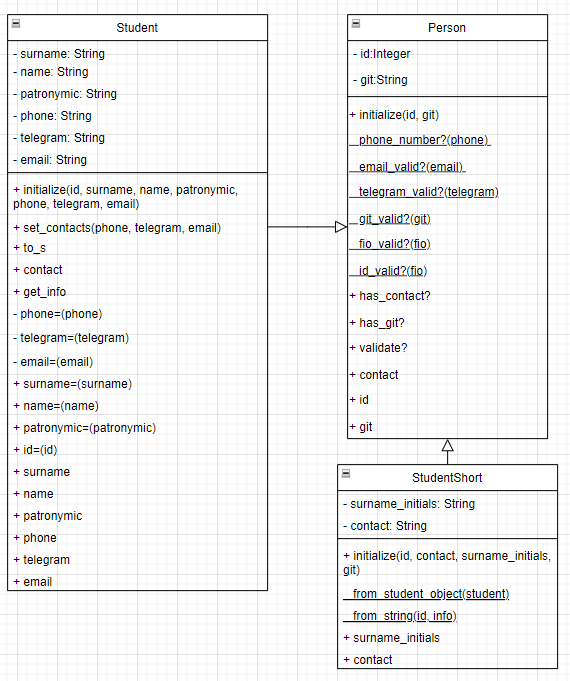 Student
- surname: String
- name: String
- patronymic: String
- phone: String
- telegram: String
- email: String
+ initialize(id, surname, name, patronymic,
phone, telegram, email)
+ set_contacts(phone, telegram, email)
+ to_s
+ contact
+ get_info
- phone=(phone)
- telegram=(telegram)
- email=(email)
+ surname=(surname)
+ name=(name)
+ patronymic=(patronymic)
+ id=(id)
+ surname
+ name
+ patronymic
+ phone
+ telegram
+ email
Person
- id:Integer
- git:String
+ initialize(id, git)
phone_number?(phone)
email_valid?(email)
telegram_valid?(telegram)
git_valid?(git)
fio_valid?(fio)
id_valid?(fio)
+ has_contact?
+ has_git?
+ validate?
+ contact
+ id
+ git
StudentShort
- surname_initials: String
- contact: String
+ initialize(id, contact, surname_initials,
git)
from_student_object(student)
from_string(id, info)
+ surname_initials
+ contact